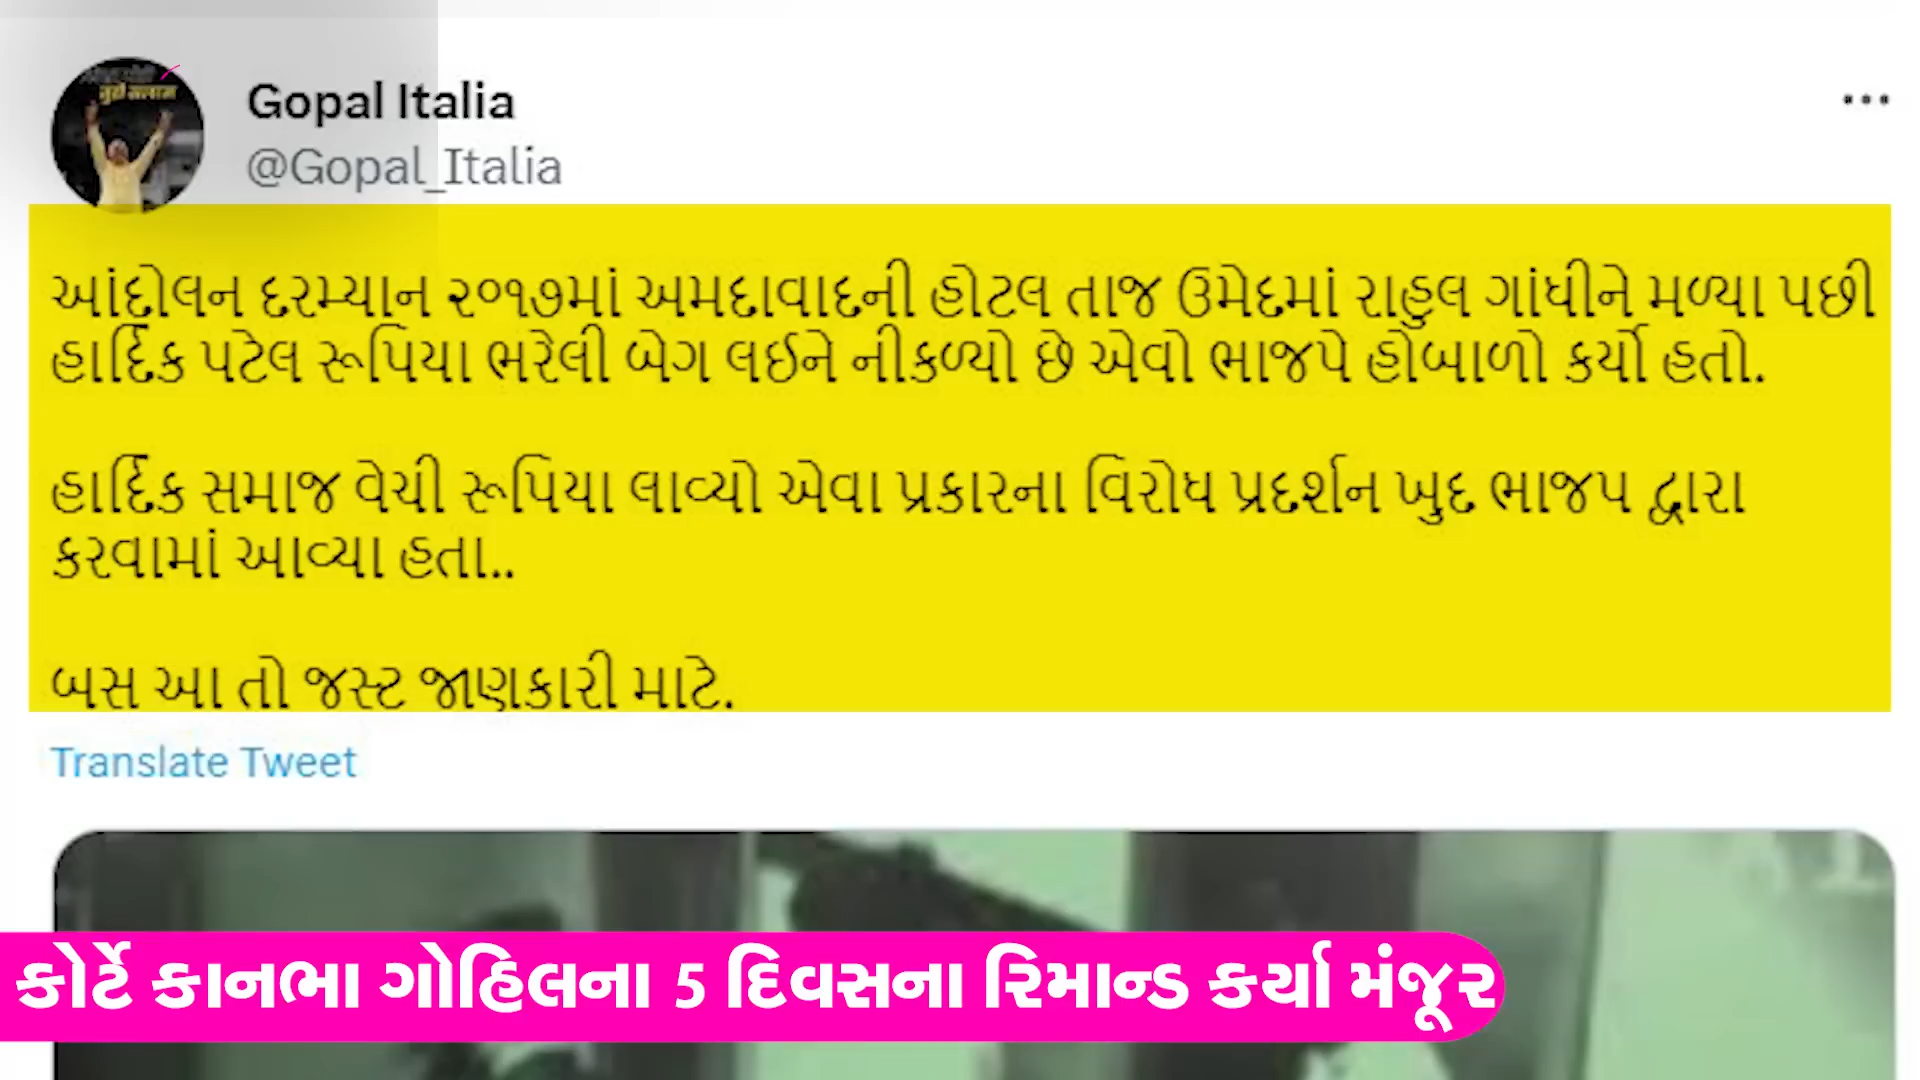 Gopal Italia
@Gopal_Italia
આંદોલન દરમ્યાન ૨૦૧૭માં અમદાવાદની હોટલ તાજ ઉમેદમાં રાહુલ ગાંધીને મળ્યા પછી
હાર્દિક પટેલ રૂપિયા ભરેલી બેગ લઈને નીકળ્યો છે એવો ભાજપે હોબાળો કર્યો હતો.
હાર્દિક સમાજ વેચી રૂપિયા લાવ્યો એવા પ્રકારના વિરોધ પ્રદર્શન ખુદ ભાજપ દ્વારા
કરવામાં આવ્યા હતા..
બસ આ તો જસ્ટ જાણકારી માટે.
Translate Tweet
કોર્ટે કાનભા ગોહિલના 5 દિવસના રિમાન્ડ કર્યા મંજૂર